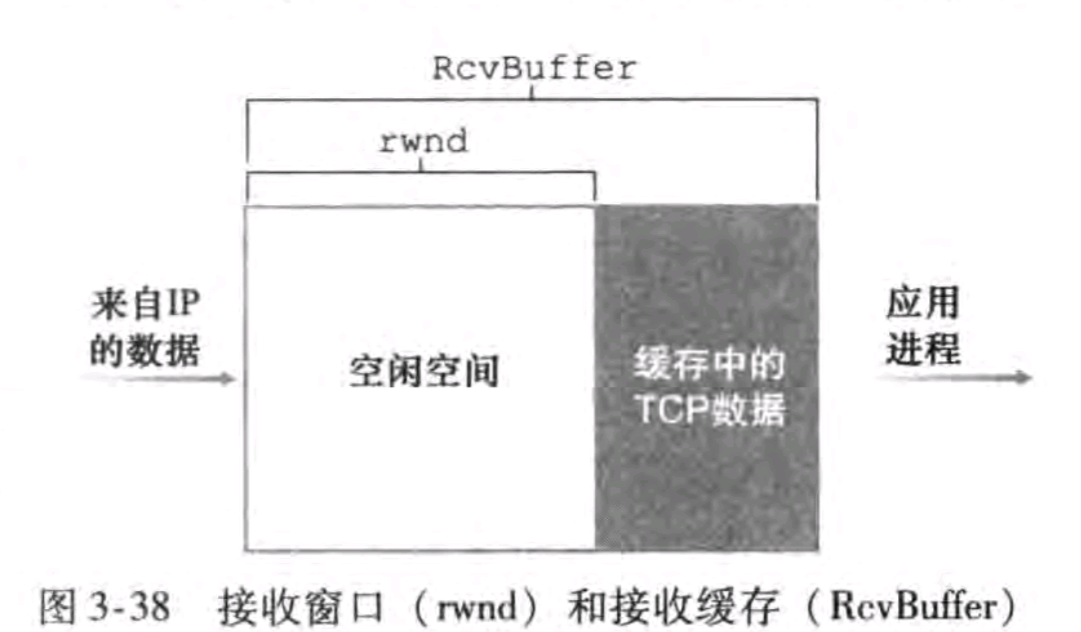 RcvBuffer
rwnd
来自IP
的数据
空闲空间
缓存中的
TCP数据
应用
进程
图 3-38 接收窗口（rwnd）和接收缓存（RcvBuffer）